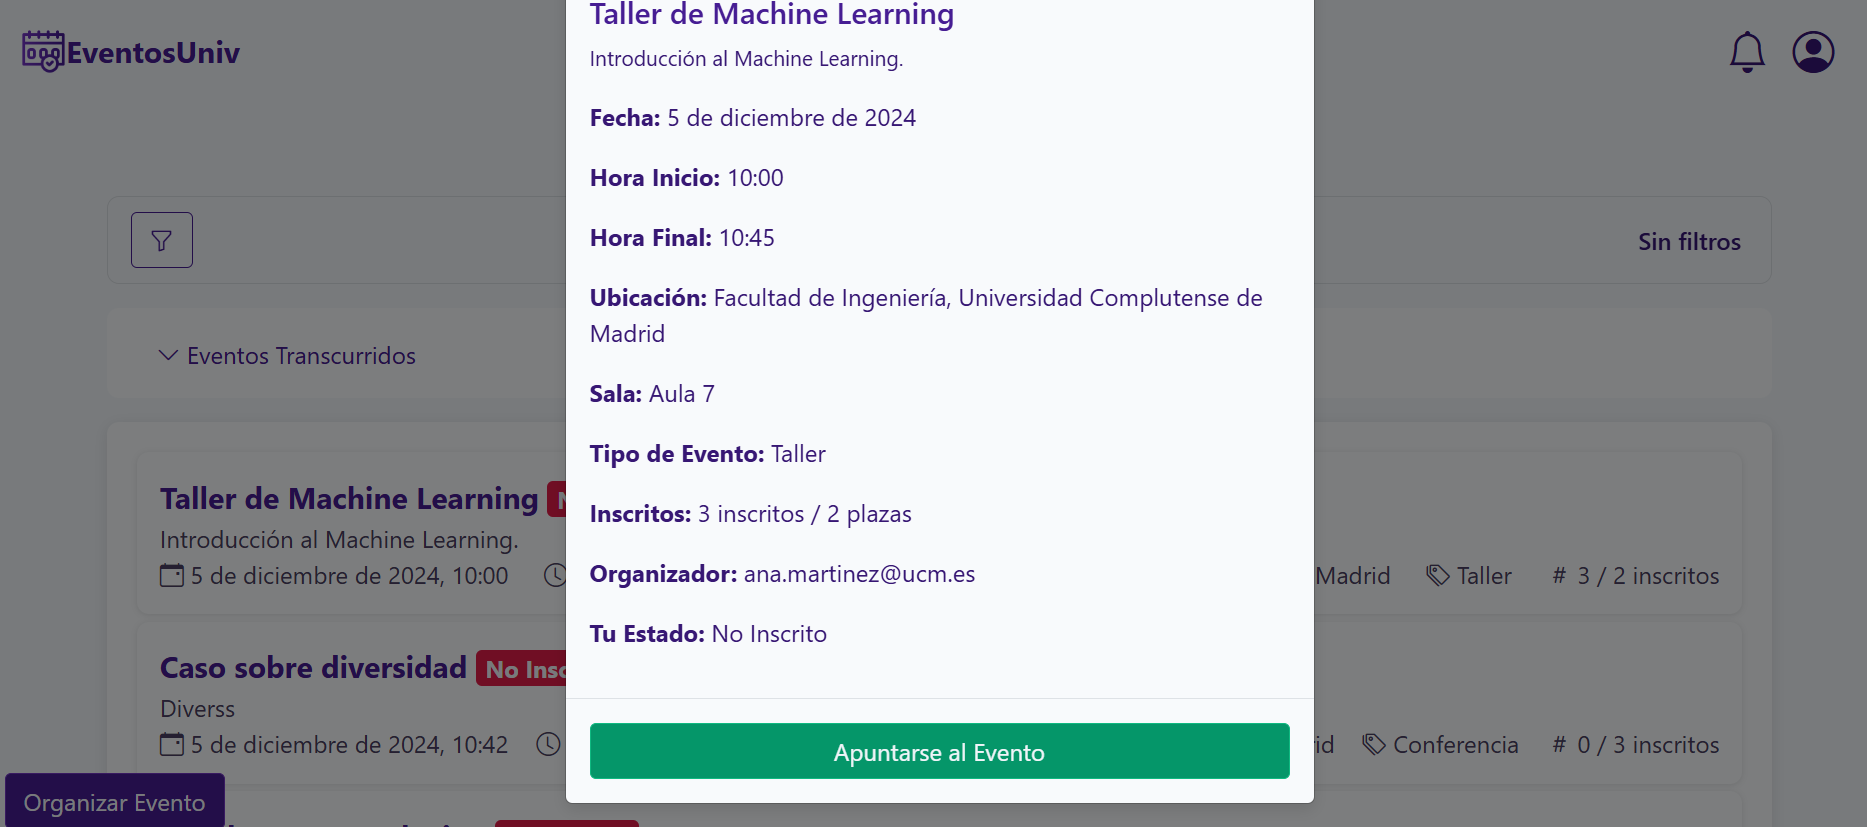 EventosUniv
Sin filtros
Eventos Transcurridos
Taller de Machine Learning
Introducción al Machine Learning.
5 de diciembre de 2024, 10:00
Madrid
Taller
# 3 / 2 inscritos
Caso sobre diversidad No
Diverss
5 de diciembre de 2024, 10:42
Conferencia
# 0 / 3 inscritos
Organizar Evento
Taller de Machine Learning
Introducción al Machine Learning.
Fecha: 5 de diciembre de 2024
Hora Inicio: 10:00
Hora Final: 10:45
Ubicación: Facultad de Ingeniería, Universidad Complutense de
Madrid
Sala: Aula 7
Tipo de Evento: Taller
Inscritos: 3 inscritos / 2 plazas
Organizador: ana.martinez@ucm.es
Tu Estado: No Inscrito
Apuntarse al Evento